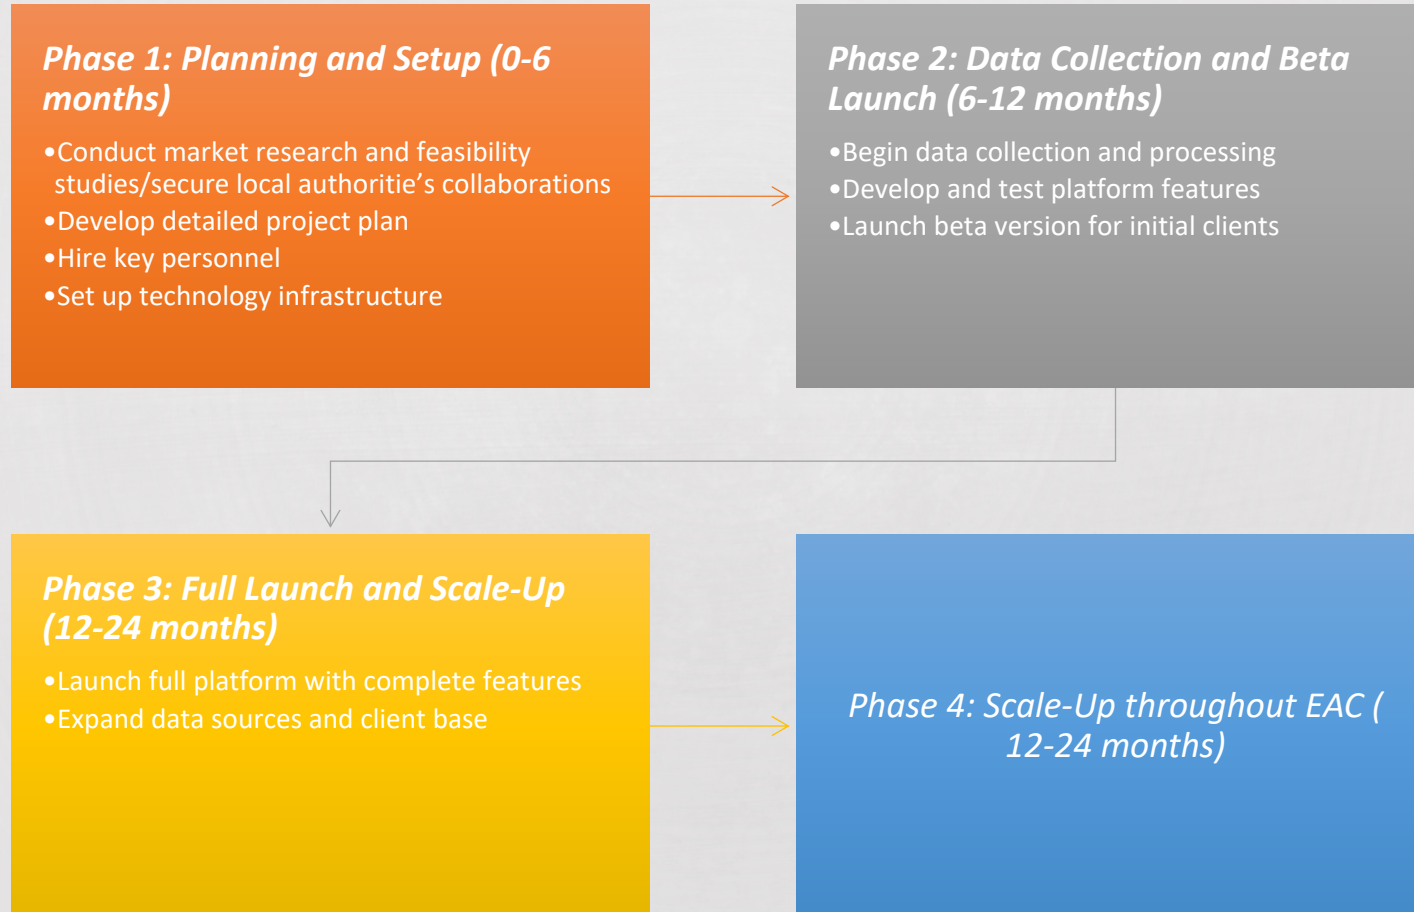 Phase 1: Planning and Setup (0-6
months)
•Conduct market research and feasibility
studies/secure local authoritie’s collaborations
•Develop detailed project plan
•Hire key personnel
•Set up technology infrastructure
Phase 2: Data Collection and Beta
Launch (6-12 months)
•Begin data collection and processing
•Develop and test platform features
•Launch beta version for initial clients
Phase 3: Full Launch and Scale-Up
(12-24 months)
•Launch full platform with complete features
•Expand data sources and client base
Phase 4: Scale-Up throughout EAC (
12-24 months)